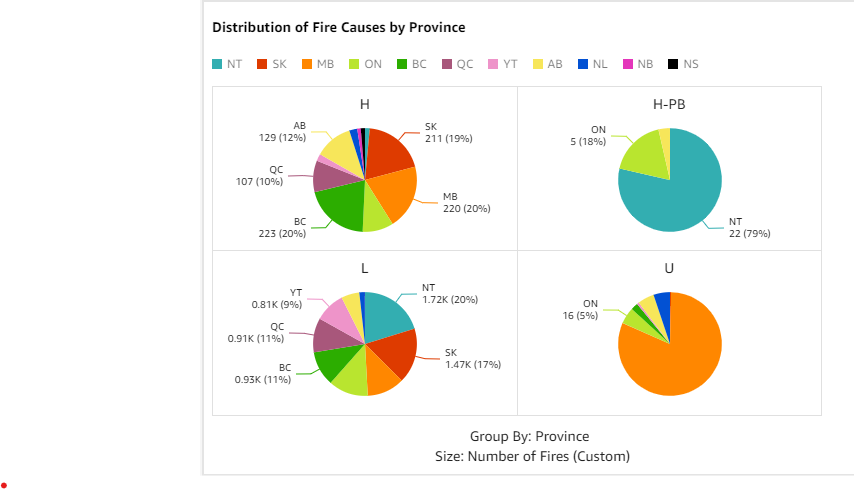 Distribution of Fire Causes by Province
NT SK MB ON BC QC YT AB NL NB NS
H
AB
129 (12%)
SK
211 (19%)
QC
107 (10%)
MB
220 (20%)
BC
223 (20%)
H-PB
ON
5 (18%)
NT
22 (79%)
L
YT
0.81K (9%)
NT
1.72K (20%)
QC
0.91K (11%)
SK
1.47K (17%)
BC
0.93K (11%)
U
ON
16 (5%)
Group By: Province
Size: Number of Fires (Custom)